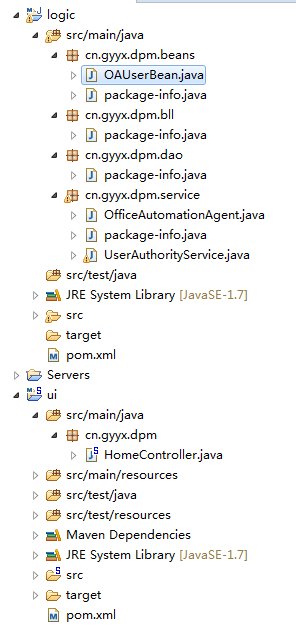 logic
src/main/java
cn.gyyx.dpm.beans
OAUserBean.java
package-info.java
cn.gyyx.dpm.bll
package-info.java
cn.gyyx.dpm.dao
package-info.java
cn.gyyx.dpm.service
OfficeAutomationAgent.java
package-info.java
UserAuthorityService.java
src/test/java
JRE System Library [JavaSE-1.7]
src
target
pom.xml
Servers
ui
src/main/java
cn.gyyx.dpm
HomeController.java
src/main/resources
src/test/java
src/test/resources
Maven Dependencies
JRE System Library [JavaSE-1.7]
src
target
pom.xml